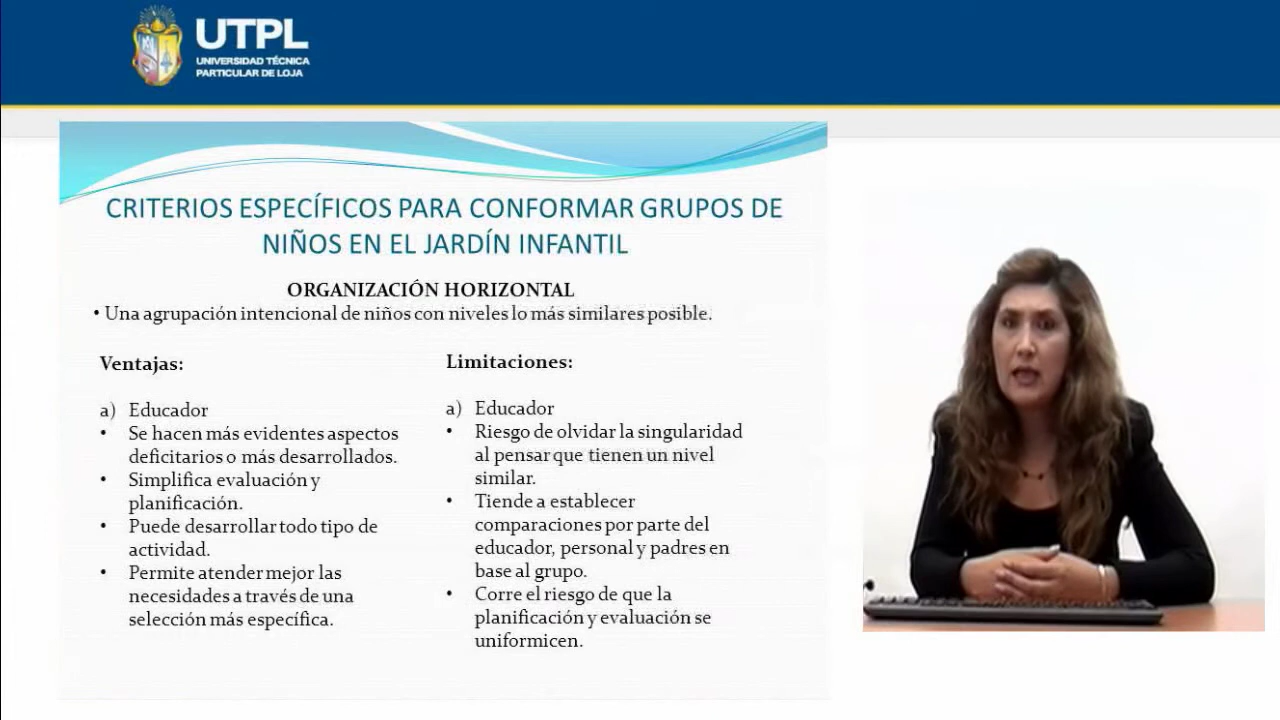 UTPL
UNIVERSIDAD TÉCNICA
PARTICULAR DE LOJA
CRITERIOS ESPECÍFICOS PARA CONFORMAR GRUPOS DE
NIÑOS EN EL JARDÍN INFANTIL
ORGANIZACIÓN HORIZONTAL
• Una agrupación intencional de niños con niveles lo más similares posible.
Ventajas:
a) Educador
• Se hacen más evidentes aspectos
deficitarios o más desarrollados.
• Simplifica evaluación y
planificación.
• Puede desarrollar todo tipo de
actividad.
• Permite atender mejor las
necesidades a través de una
selección más específica.
Limitaciones:
a) Educador
• Riesgo de olvidar la singularidad
al pensar que tienen un nivel
similar.
• Tiende a establecer
comparaciones por parte del
educador, personal y padres en
base al grupo.
• Corre el riesgo de que la
planificación y evaluación se
uniformicen.